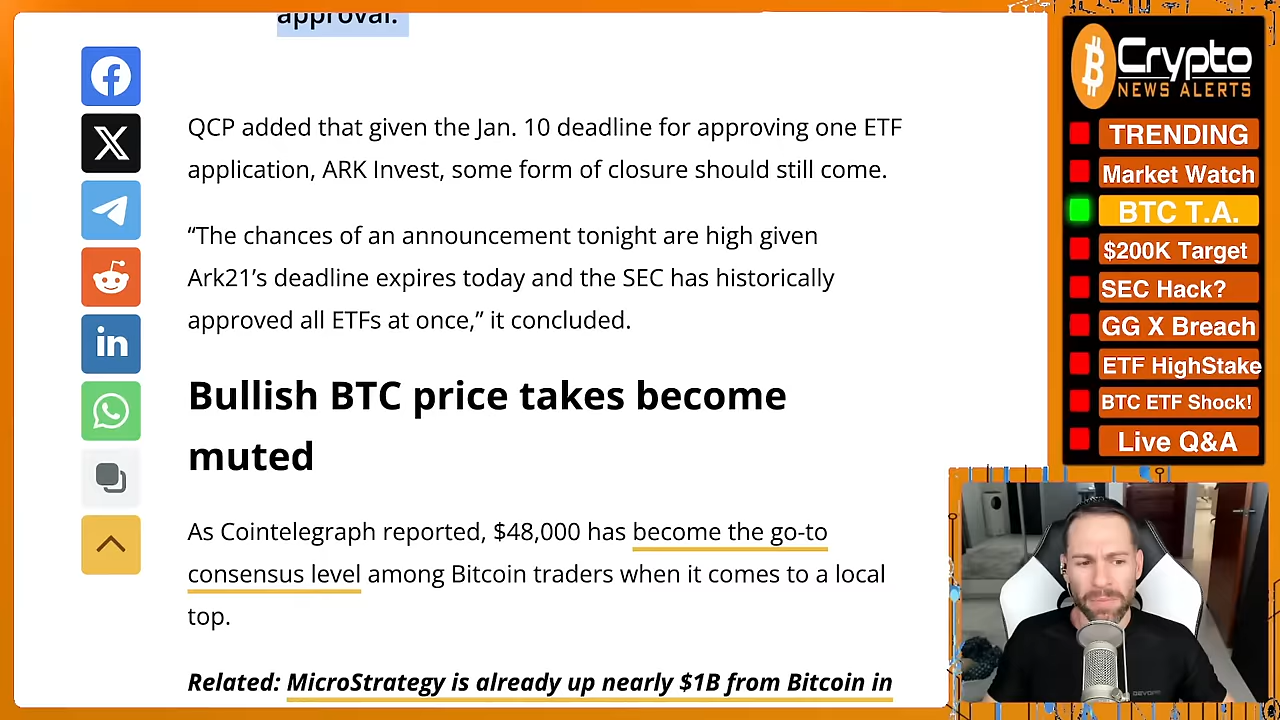 approval.
QCP added that given the Jan. 10 deadline for approving one ETF
application, ARK Invest, some form of closure should still come.
“The chances of an announcement tonight are high given
Ark21’s deadline expires today and the SEC has historically
approved all ETFs at once,” it concluded.
Bullish BTC price takes become
muted
As Cointelegraph reported, $48,000 has become the go-to
consensus level among Bitcoin traders when it comes to a local
top.
Related: MicroStrategy is already up nearly $1B from Bitcoin in
Crypto
NEWS ALERTS
TRENDING
Market Watch
BTC T.A.
$200K Target
SEC Hack?
GG X Breach
ETF HighStake
BTC ETF Shock!
Live Q&A